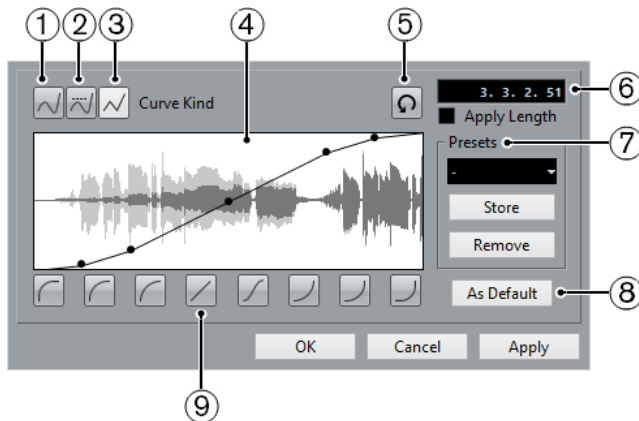 ① ② ③ ④ ⑤
Curve Kind
3. 3. 2. 51 ⑥
Apply Length
Presets ⑦
-
Store
Remove
As Default ⑧
OK Cancel Apply
⑨